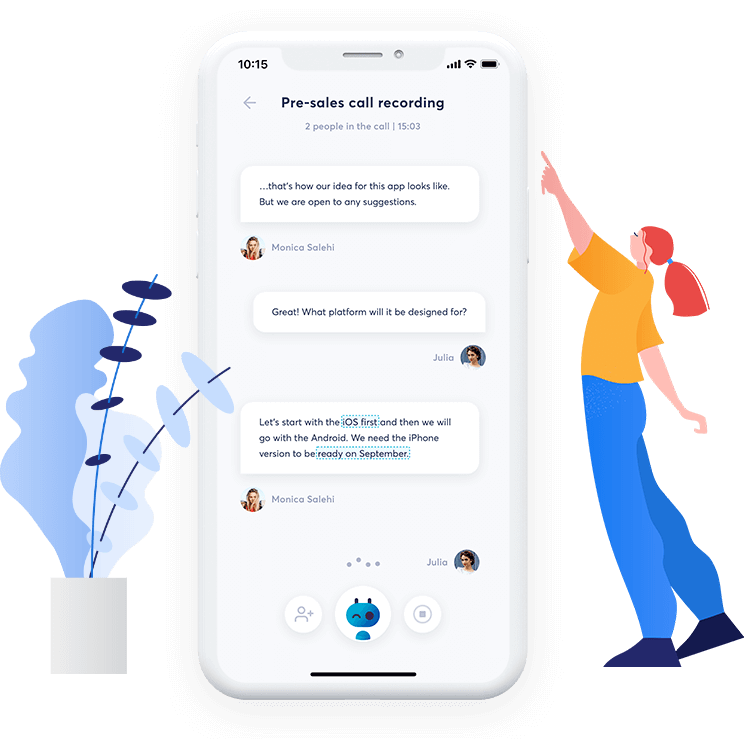 10:15
Pre-sales call recording
2 people in the call | 15:03
...that's how our idea for this app looks like.
But we are open to any suggestions.
Monica Salehi
Great! What platform will it be designed for?
Julia
Let's start with the iOS first and then we will
go with the Android. We need the iPhone
version to be ready on September.
Monica Salehi
Julia